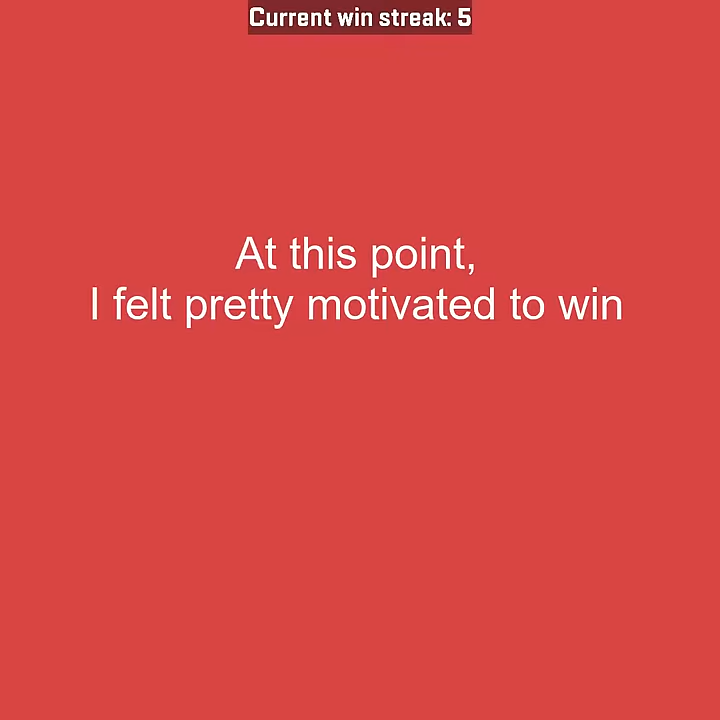 Current win streak: 5
At this point,
I felt pretty motivated to win